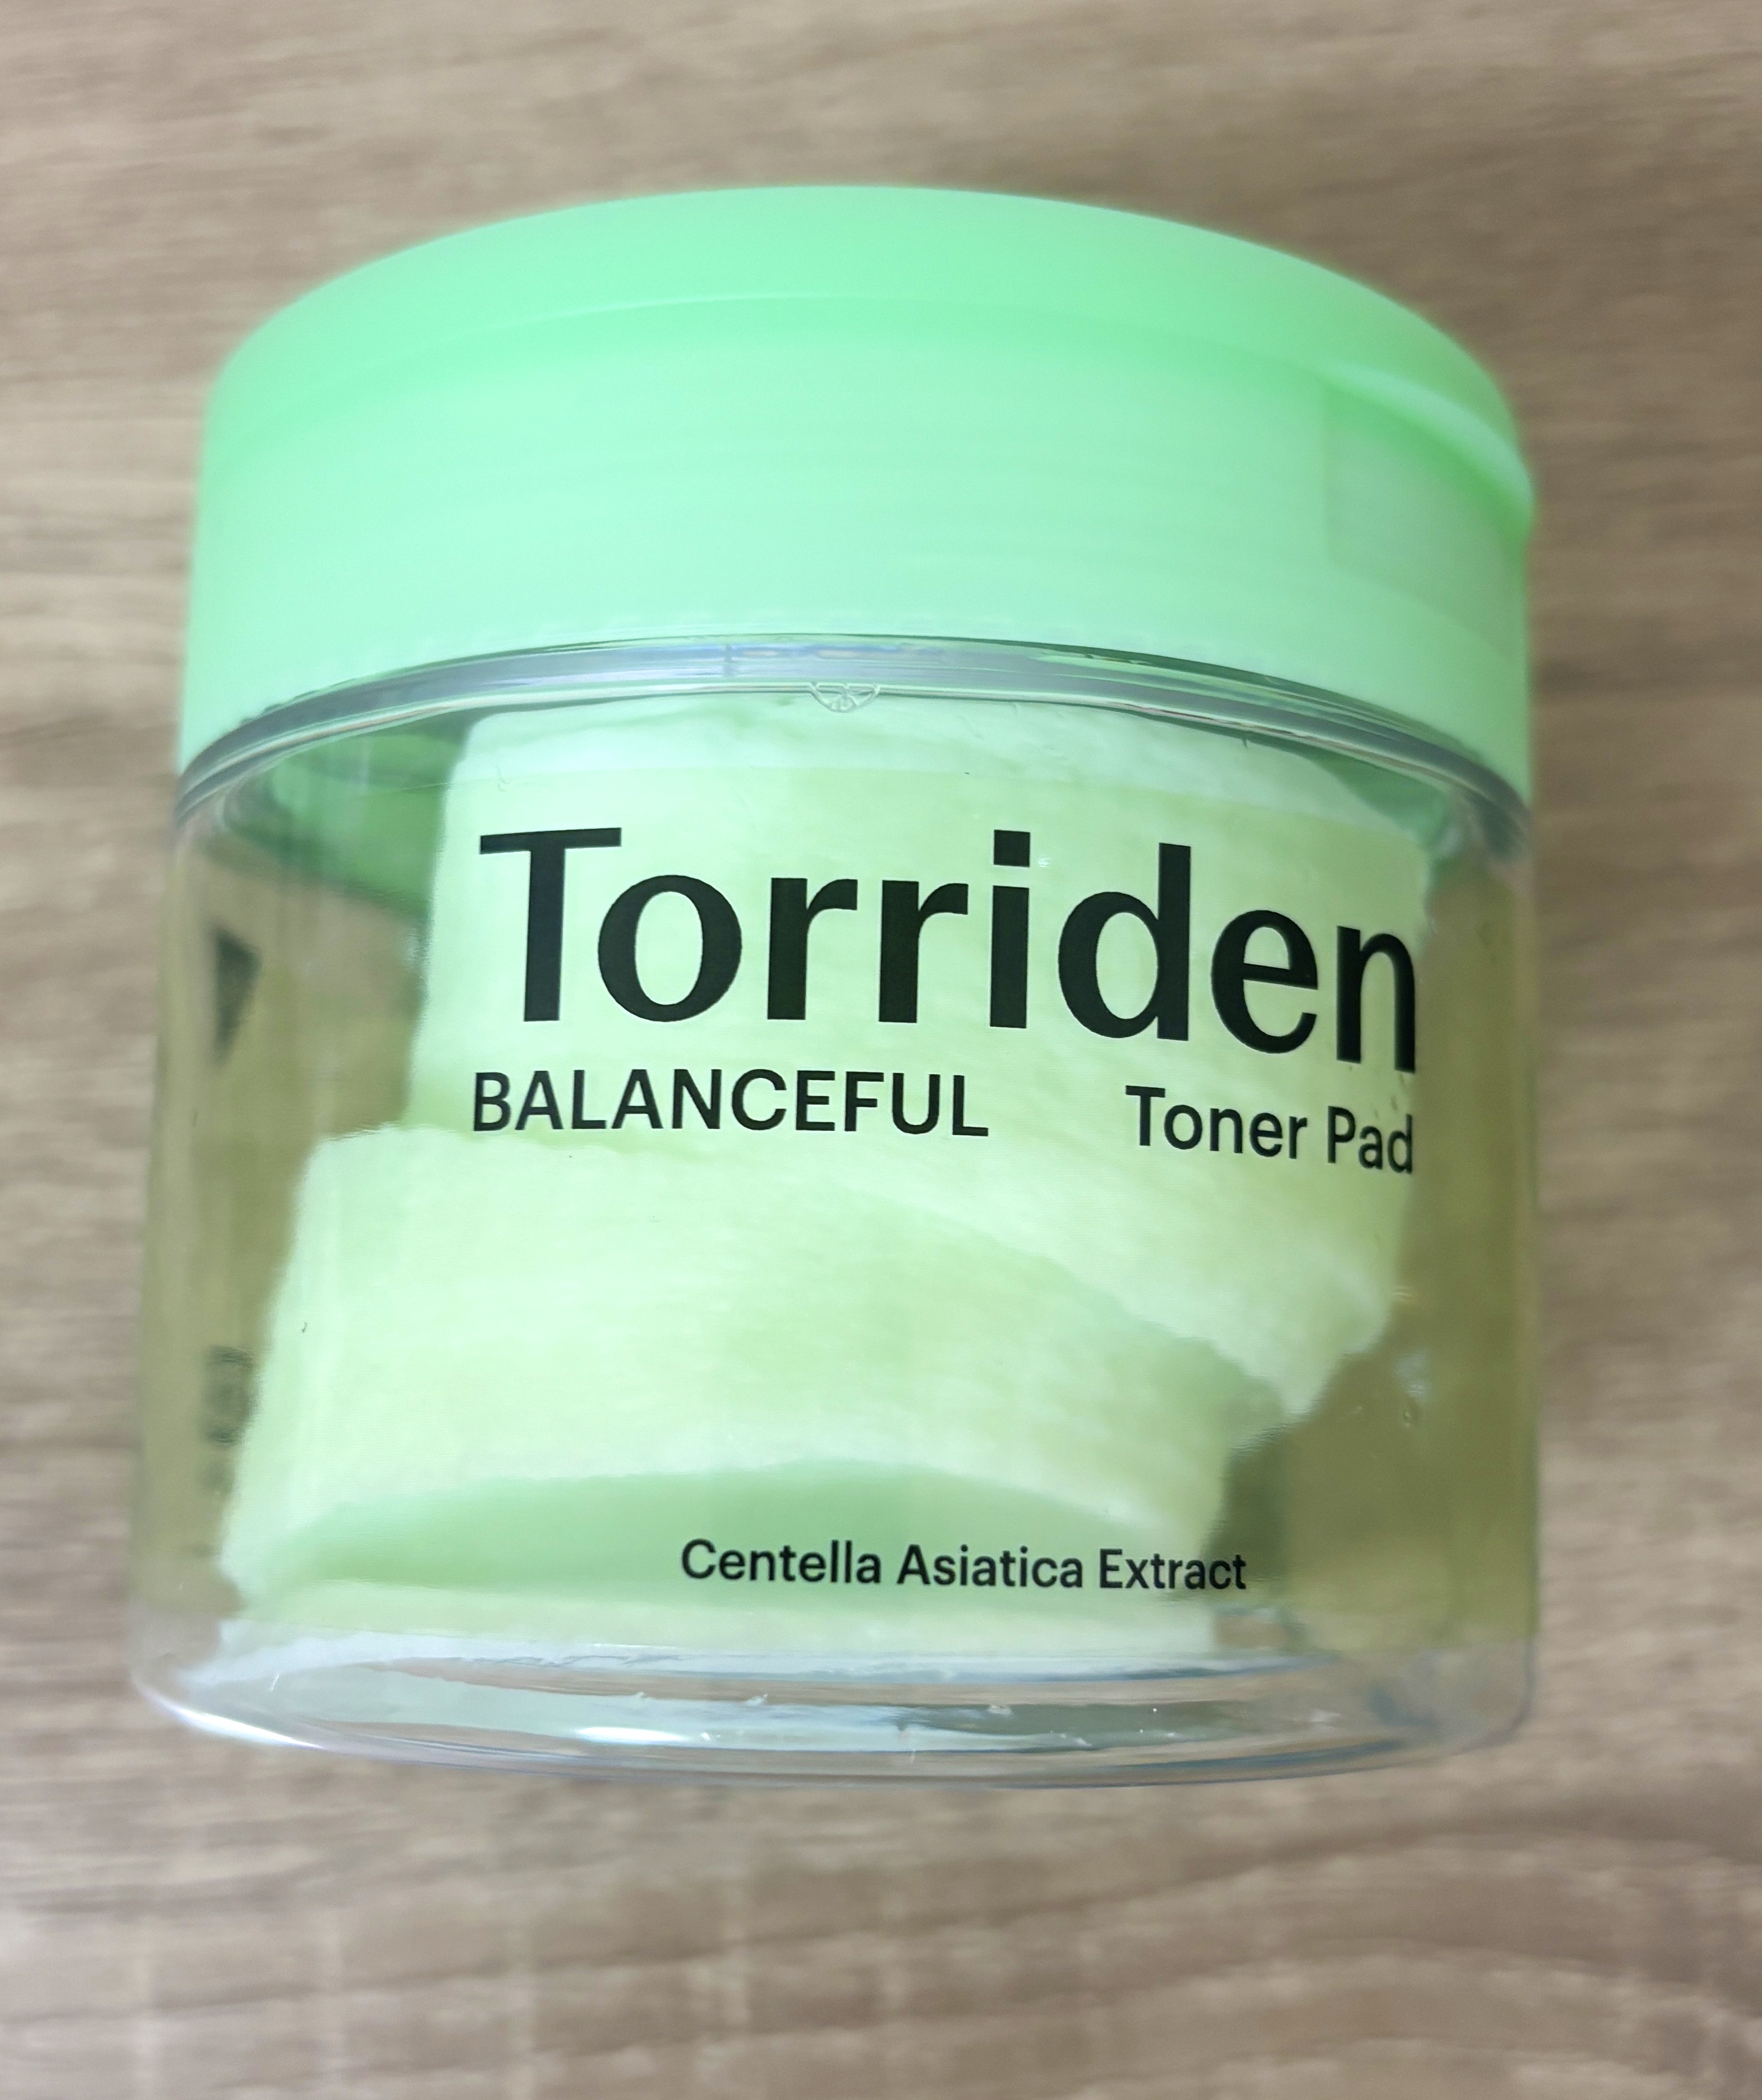 Torriden
BALANCEFUL Toner Pad
Centella Asiatica Extract